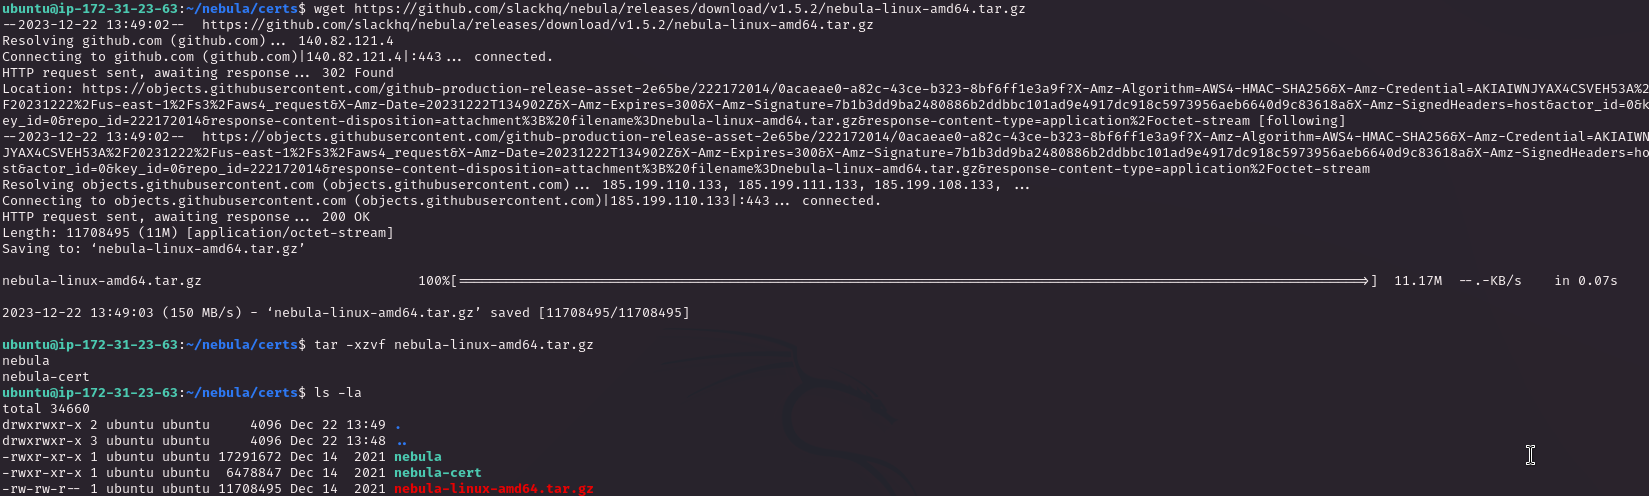 ubuntu@ip-172-31-23-63:~/nebula/certs$ wget https://github.com/slackhq/nebula/releases/download/v1.5.2/nebula-linux-amd64.tar.gz
--2023-12-22 13:49:02--  https://github.com/slackhq/nebula/releases/download/v1.5.2/nebula-linux-amd64.tar.gz
Resolving github.com (github.com)... 140.82.121.4
Connecting to github.com (github.com)|140.82.121.4|:443... connected.
HTTP request sent, awaiting response... 302 Found
Location: https://objects.githubusercontent.com/github-production-release-asset-2e65be/222172014/0acaeae0-a82c-43ce-b323-8bf6ff1e3a9f?X-Amz-Algorithm=AWS4-HMAC-SHA256&X-Amz-Credential=AKIAIWNJYAX4CSVEH53A%2
F20231222%2Fus-east-1%2Fs3%2Faws4_request&X-Amz-Date=20231222T134902Z&X-Amz-Expires=300&X-Amz-Signature=7b1b3dd9ba2480886b2ddbbc101ad9e4917dc918c5973956aeb6640d9c83618a&X-Amz-SignedHeaders=host&actor_id=0&k
ey_id=0&repo_id=222172014&response-content-disposition=attachment%3B%20filename%3Dnebula-linux-amd64.tar.gz&response-content-type=application%2Foctet-stream [following]
--2023-12-22 13:49:02--  https://objects.githubusercontent.com/github-production-release-asset-2e65be/222172014/0acaeae0-a82c-43ce-b323-8bf6ff1e3a9f?X-Amz-Algorithm=AWS4-HMAC-SHA256&X-Amz-Credential=AKIAIWN
JYAX4CSVEH53A%2F20231222%2Fus-east-1%2Fs3%2Faws4_request&X-Amz-Date=20231222T134902Z&X-Amz-Expires=300&X-Amz-Signature=7b1b3dd9ba2480886b2ddbbc101ad9e4917dc918c5973956aeb6640d9c83618a&X-Amz-SignedHeaders=ho
st&actor_id=0&key_id=0&repo_id=222172014&response-content-disposition=attachment%3B%20filename%3Dnebula-linux-amd64.tar.gz&response-content-type=application%2Foctet-stream
Resolving objects.githubusercontent.com (objects.githubusercontent.com)... 185.199.110.133, 185.199.111.133, 185.199.108.133, ...
Connecting to objects.githubusercontent.com (objects.githubusercontent.com)|185.199.110.133|:443... connected.
HTTP request sent, awaiting response... 200 OK
Length: 11708495 (11M) [application/octet-stream]
Saving to: ‘nebula-linux-amd64.tar.gz’
nebula-linux-amd64.tar.gz 100%[===================>] 11.17M --.-KB/s in 0.07s
2023-12-22 13:49:03 (150 MB/s) - ‘nebula-linux-amd64.tar.gz’ saved [11708495/11708495]
ubuntu@ip-172-31-23-63:~/nebula/certs$ tar -xzvf nebula-linux-amd64.tar.gz
nebula
nebula-cert
ubuntu@ip-172-31-23-63:~/nebula/certs$ ls -la
total 34660
drwxrwxr-x 2 ubuntu ubuntu     4096 Dec 22 13:49 .
drwxrwxr-x 3 ubuntu ubuntu     4096 Dec 22 13:48 ..
-rwxr-xr-x 1 ubuntu ubuntu 17291672 Dec 14  2021 nebula
-rwxr-xr-x 1 ubuntu ubuntu  6478847 Dec 14  2021 nebula-cert
-rw-rw-r-- 1 ubuntu ubuntu 11708495 Dec 14  2021 nebula-linux-amd64.tar.gz